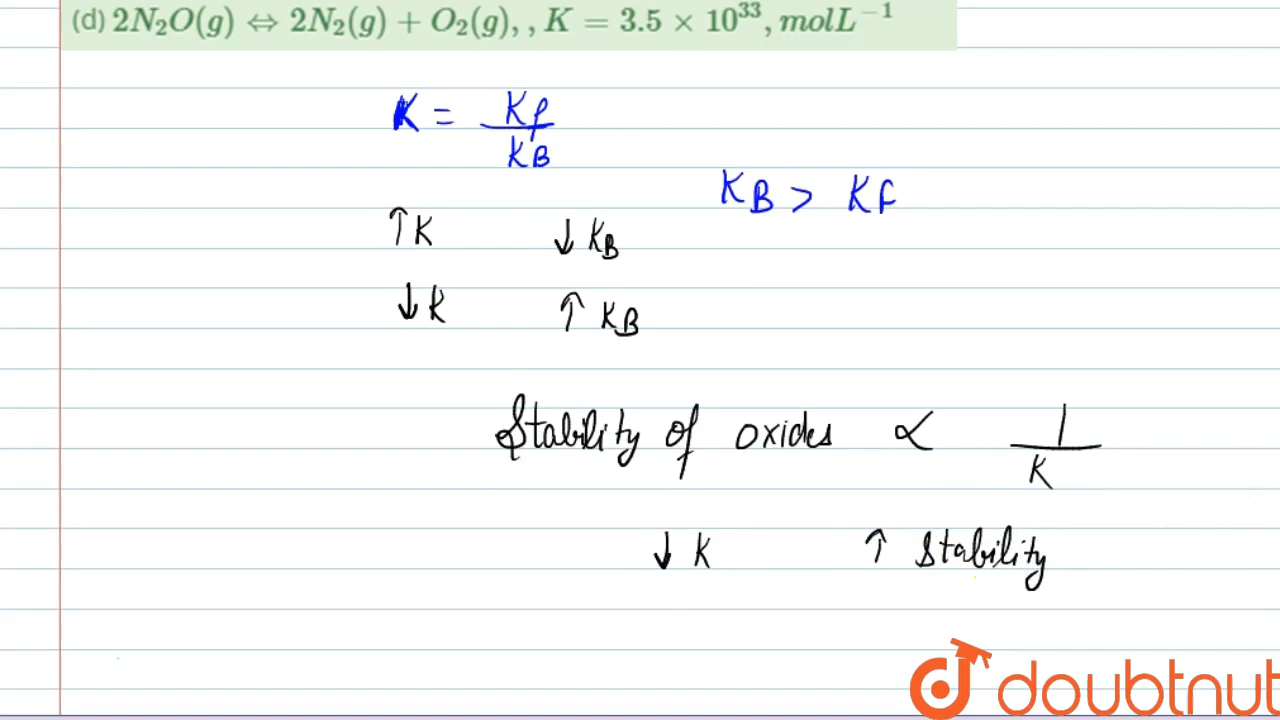 (d) 2N₂O(g) ⇔ 2N₂(g) + O₂(g), , K = 3.5 × 10³³, molL⁻¹
K = Kf / KB
KB > KF
↑K ↓ KB
↓ K ↑ KB
Stability of oxides ∝ 1 / K
↓ K ↑ Stability
doubtnut